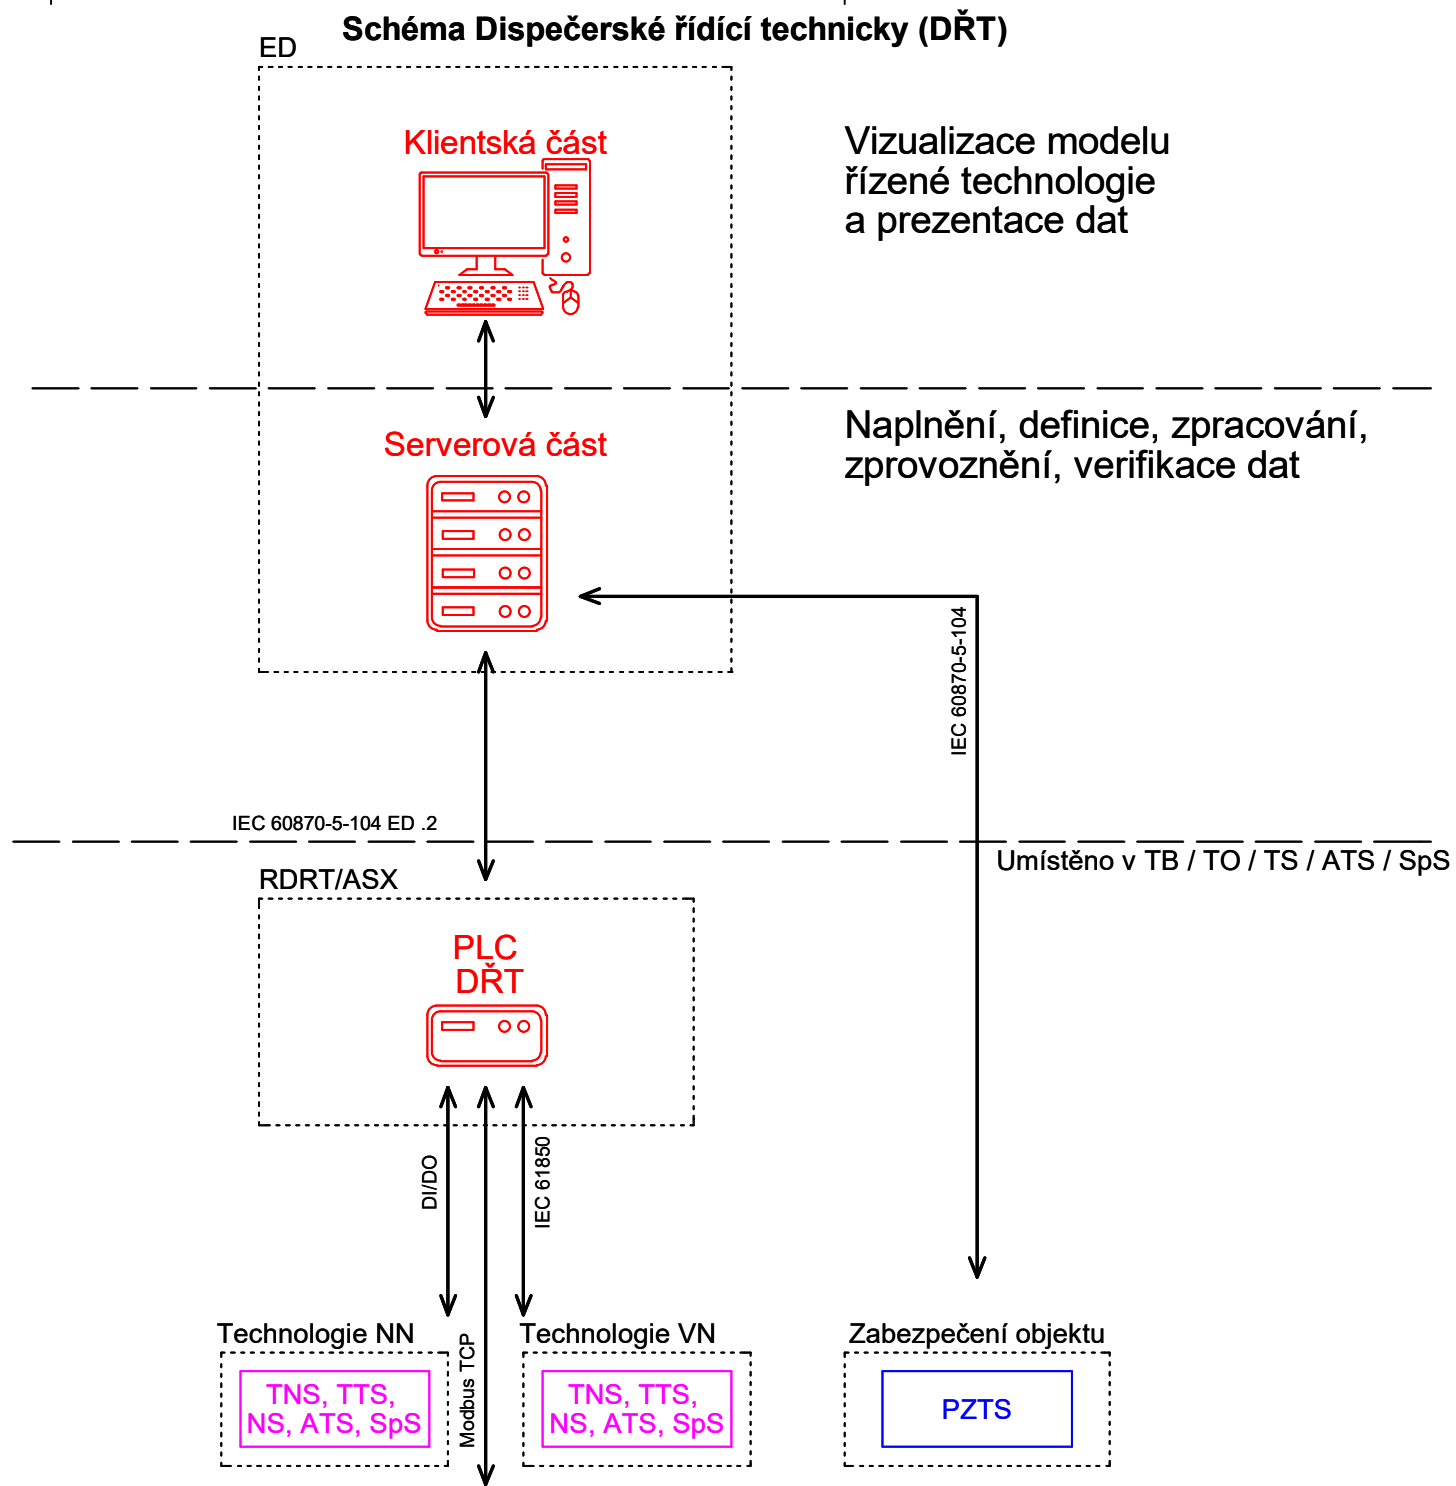 Schéma Dispečerské řídící technicky (DŘT)
ED
Klientská část
Vizualizace modelu
řízené technologie
a prezentace dat
Serverová část
Naplnění, definice, zpracování,
zprovoznění, verifikace dat
IEC 60870-5-104
IEC 60870-5-104 ED .2
Umístěno v TB / TO / TS / ATS / SpS
RDRT/ASX
PLC
DŘT
DI/DO
IEC 61850
Modbus TCP
Technologie NN
TNS, TTS,
NS, ATS, SpS
Technologie VN
TNS, TTS,
NS, ATS, SpS
Zabezpečení objektu
PZTS